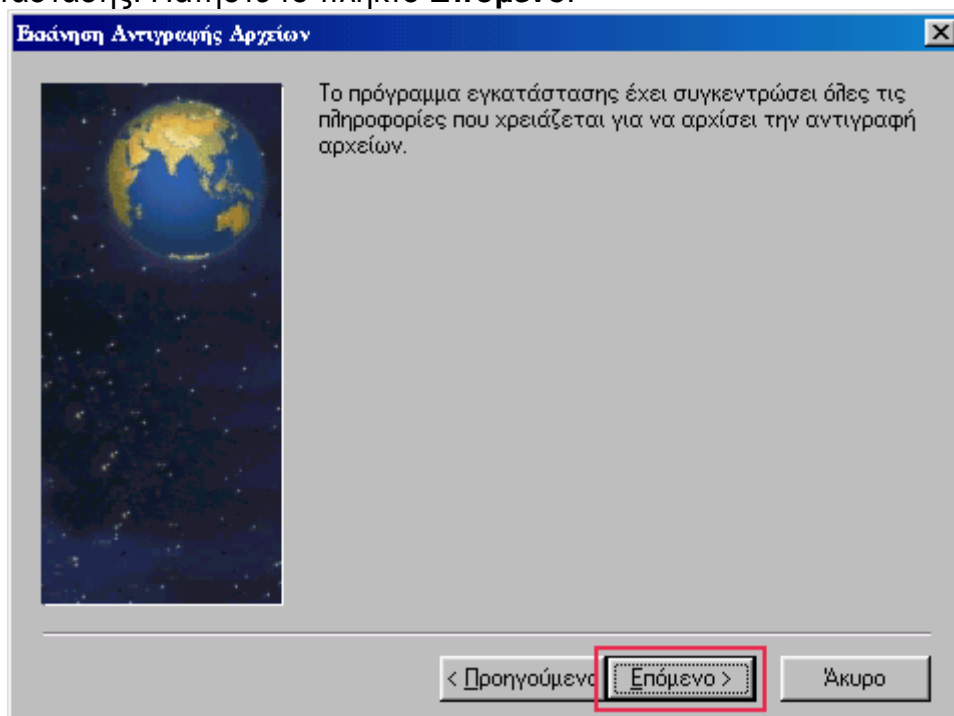 Εκκίνηση Αντιγραφής Αρχείων
Το πρόγραμμα εγκατάστασης έχει συγκεντρώσει όλες τις
πληροφορίες που χρειάζεται για να αρχίσει την αντιγραφή
αρχείων.
< Προηγούμενο Επόμενο > Άκυρο